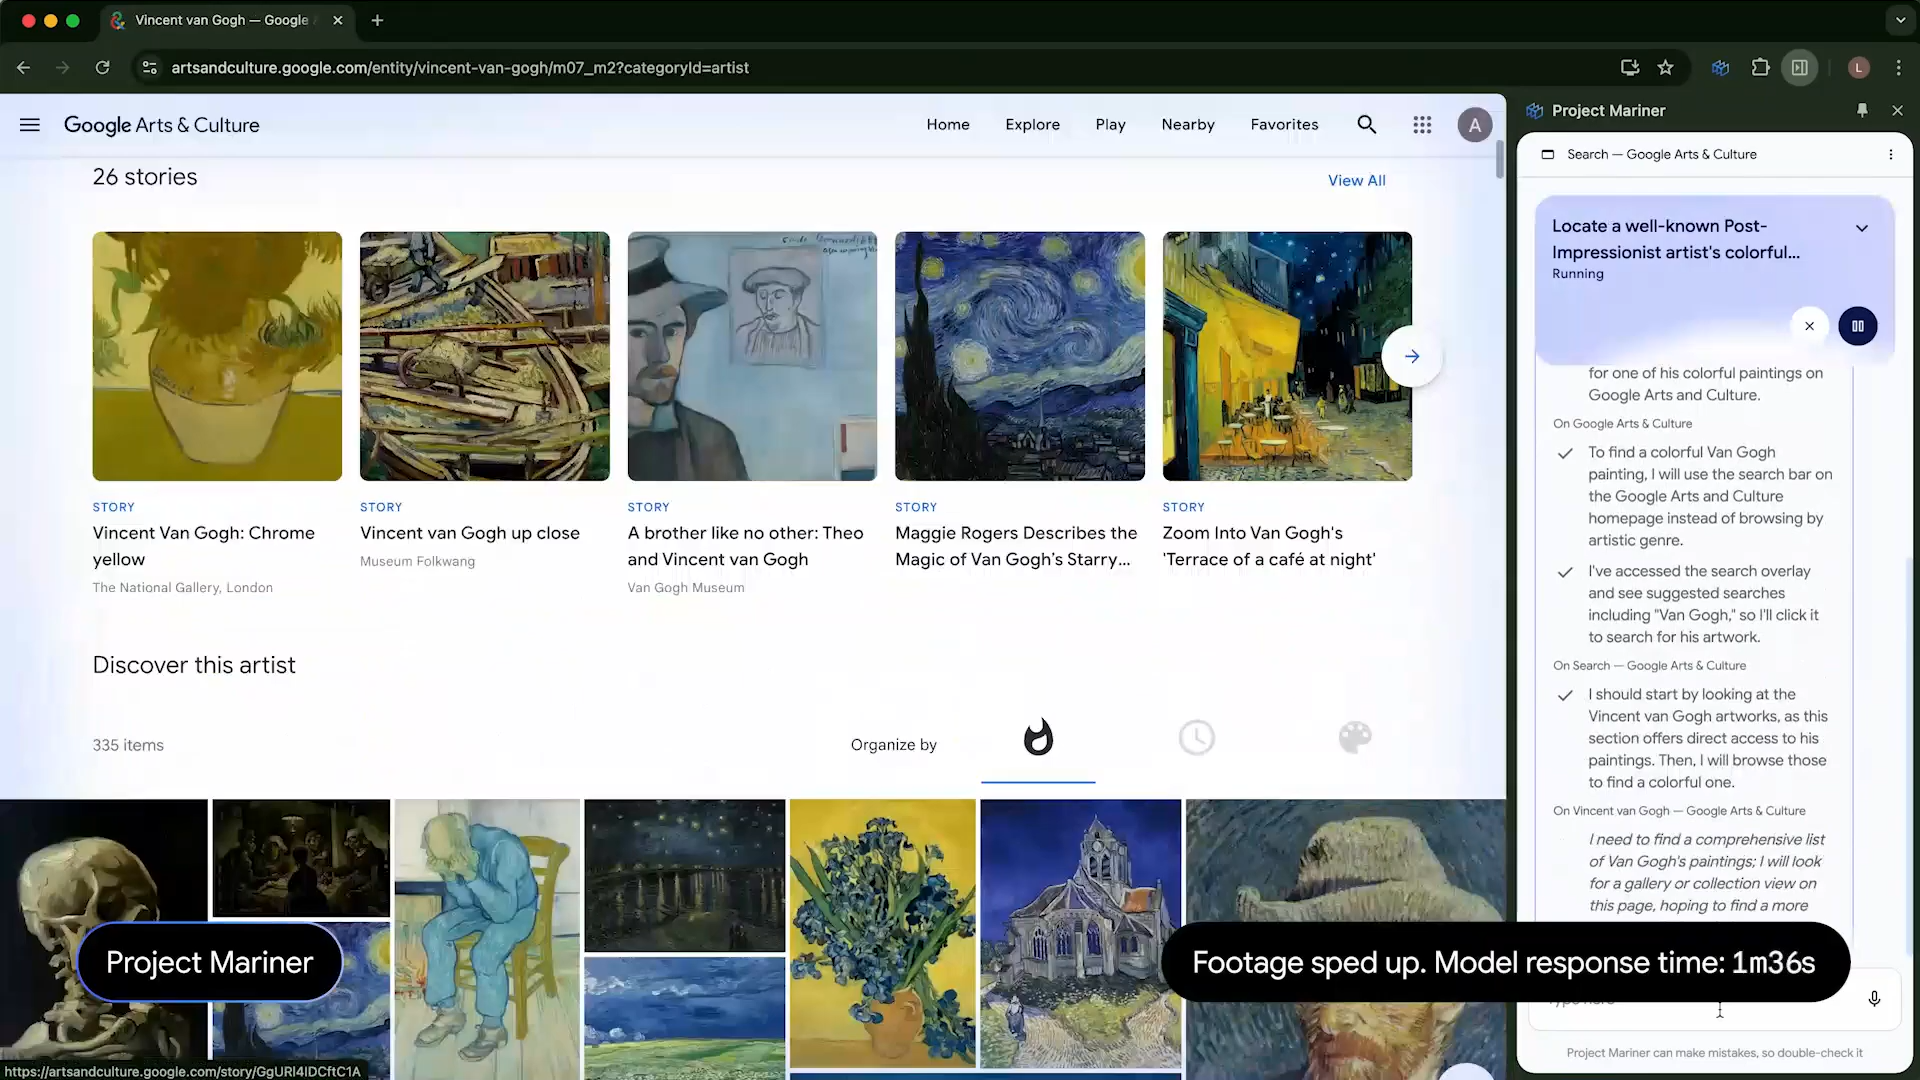 Vincent van Gogh — Google
artsandculture.google.com/entity/vincent-van-gogh/m07_m2?categoryId=artist
L
Google Arts & Culture
Home
Explore
Play
Nearby
Favorites
A
26 stories
View All
STORY
Vincent Van Gogh: Chrome
yellow
The National Gallery, London
STORY
Vincent van Gogh up close
Museum Folkwang
STORY
A brother like no other: Theo
and Vincent van Gogh
Van Gogh Museum
STORY
Maggie Rogers Describes the
Magic of Van Gogh's Starry...
STORY
Zoom Into Van Gogh's
'Terrace of a café at night'
Discover this artist
335 items
Organize by
Project Mariner
https://artsandculture.google.com/story/GgURI4IDCftC1A
Project Mariner
Search — Google Arts & Culture
Locate a well-known Post-
Impressionist artist's colorful...
Running
for one of his colorful paintings on
Google Arts and Culture.
On Google Arts & Culture
To find a colorful Van Gogh
painting, I will use the search bar on
the Google Arts and Culture
homepage instead of browsing by
artistic genre.
I've accessed the search overlay
and see suggested searches
including "Van Gogh," so I'll click it
to search for his artwork.
On Search — Google Arts & Culture
I should start by looking at the
Vincent van Gogh artworks, as this
section offers direct access to his
paintings. Then, I will browse those
to find a colorful one.
On Vincent van Gogh — Google Arts & Culture
I need to find a comprehensive list
of Van Gogh's paintings; I will look
for a gallery or collection view on
this page, hoping to find a more
Footage sped up. Model response time: 1m36s
Project Mariner can make mistakes, so double-check it